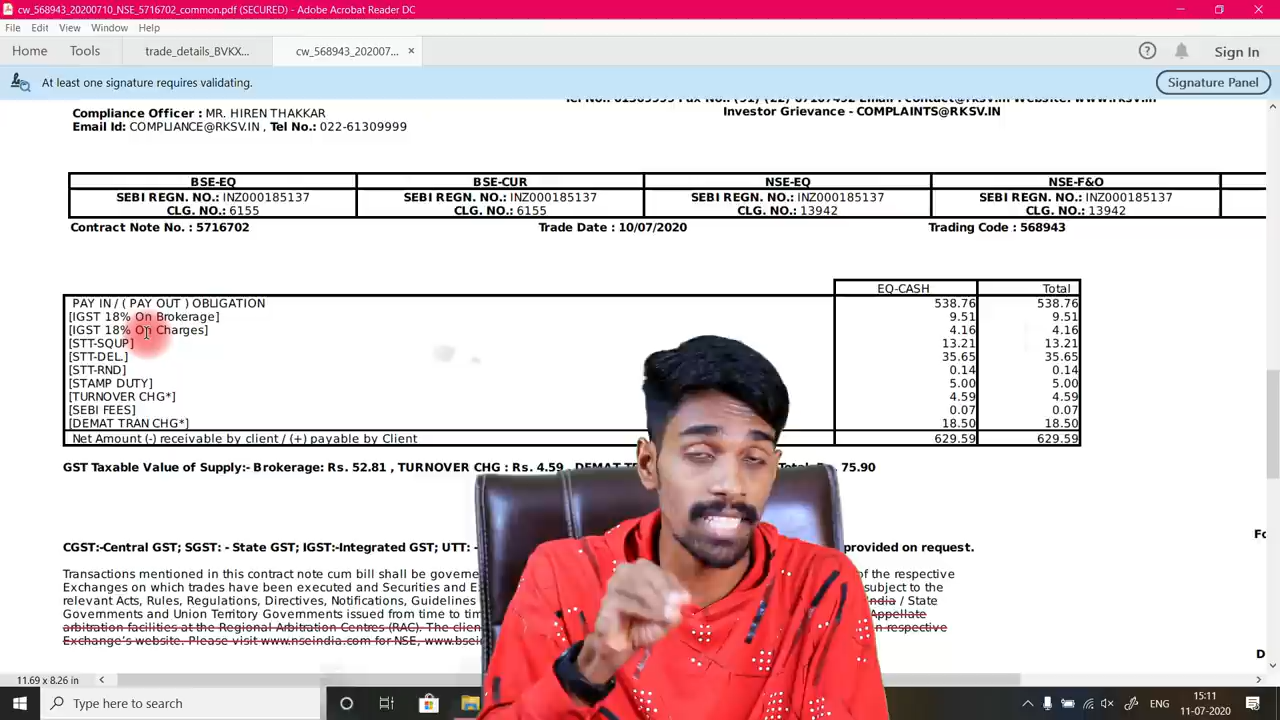 cw_568943_20200710_NSE_5716702_common.pdf (SECURED) - Adobe Acrobat Reader DC
File Edit View Window Help
Home Tools trade_details_BVKX... cw_568943_202007... × Sign In
At least one signature requires validating. Signature Panel
Compliance Officer : MR. HIREN THAKKAR
Email Id: COMPLIANCE@RKSV.IN , Tel No.: 022-61309999
Investor Grievance - COMPLAINTS@RKSV.IN
BSE-EQ BSE-CUR NSE-EQ NSE-F&O
SEBI REGN. NO.: INZ000185137 SEBI REGN. NO.: INZ000185137 SEBI REGN. NO.: INZ000185137 SEBI REGN. NO.: INZ000185137
CLG. NO.: 6155 CLG. NO.: 6155 CLG. NO.: 13942 CLG. NO.: 13942
Contract Note No. : 5716702 Trade Date : 10/07/2020 Trading Code : 568943
EQ-CASH Total
PAY IN / ( PAY OUT ) OBLIGATION 538.76 538.76
[IGST 18% On Brokerage] 9.51 9.51
[IGST 18% On Charges] 4.16 4.16
[STT-SQUP] 13.21 13.21
[STT-DEL.] 35.65 35.65
[STT-RND] 0.14 0.14
[STAMP DUTY] 5.00 5.00
[TURNOVER CHG*] 4.59 4.59
[SEBI FEES] 0.07 0.07
[DEMAT TRAN CHG*] 18.50 18.50
Net Amount (-) receivable by client / (+) payable by Client 629.59 629.59
GST Taxable Value of Supply:- Brokerage: Rs. 52.81 , TURNOVER CHG : Rs. 4.59 , 75.90
CGST:-Central GST; SGST: - State GST; IGST:-Integrated GST; UTT: - provided on request.
Transactions mentioned in this contract note cum bill shall be of the respective
Exchanges on which trades have been executed and Securities and subject to the
relevant Acts, Rules, Regulations, Directives, Notifications, Guidelines India / State
Governments and Union Territory Governments issued from time to Appellate
arbitration facilities at the Regional Arbitration Centres (RAC). The respective
Exchange's website. Please visit www.nseindia.com for NSE,
11.69 x 8.26 in
Type here to search ENG 15:11
11-07-2020